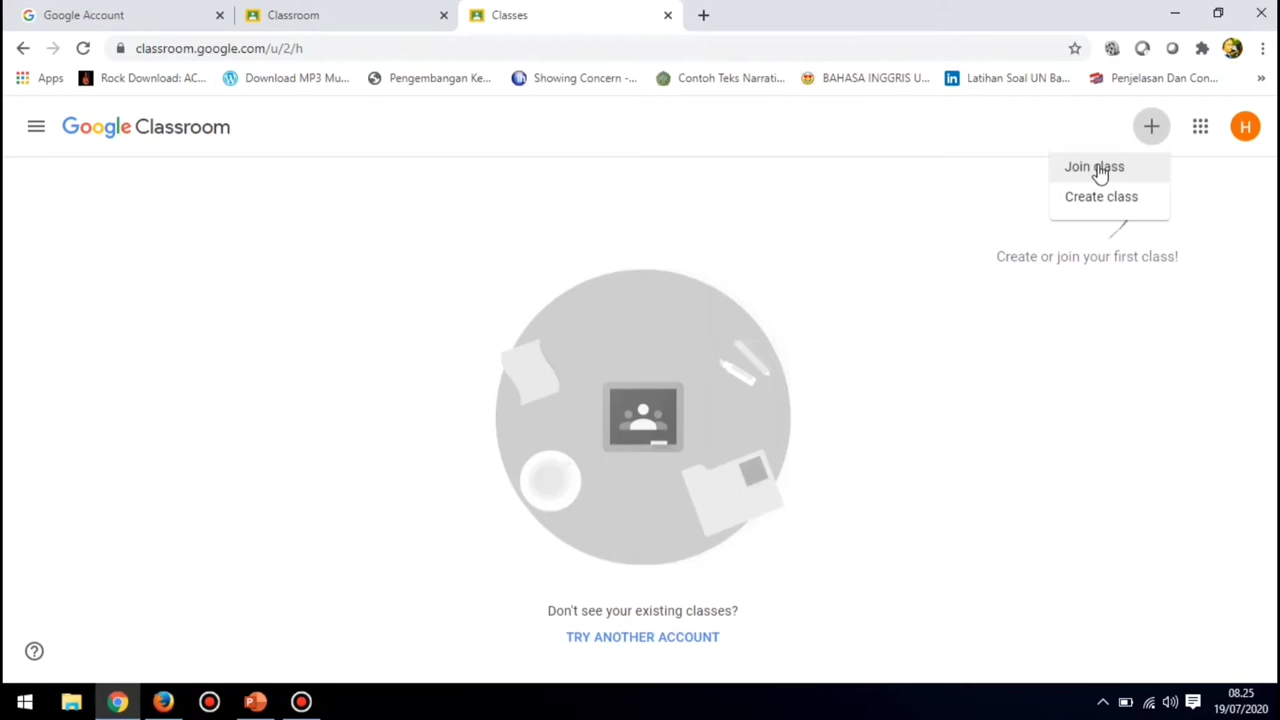 Google Account
Classroom
Classes
classroom.google.com/u/2/h
Apps
Rock Download: AC...
Download MP3 Mu...
Pengembangan Ke...
Showing Concern -...
Contoh Teks Narrati...
BAHASA INGGRIS U...
Latihan Soal UN Ba...
Penjelasan Dan Con...
Google Classroom
H
Join class
Create class
Create or join your first class!
Don't see your existing classes?
TRY ANOTHER ACCOUNT
08.25
19/07/2020